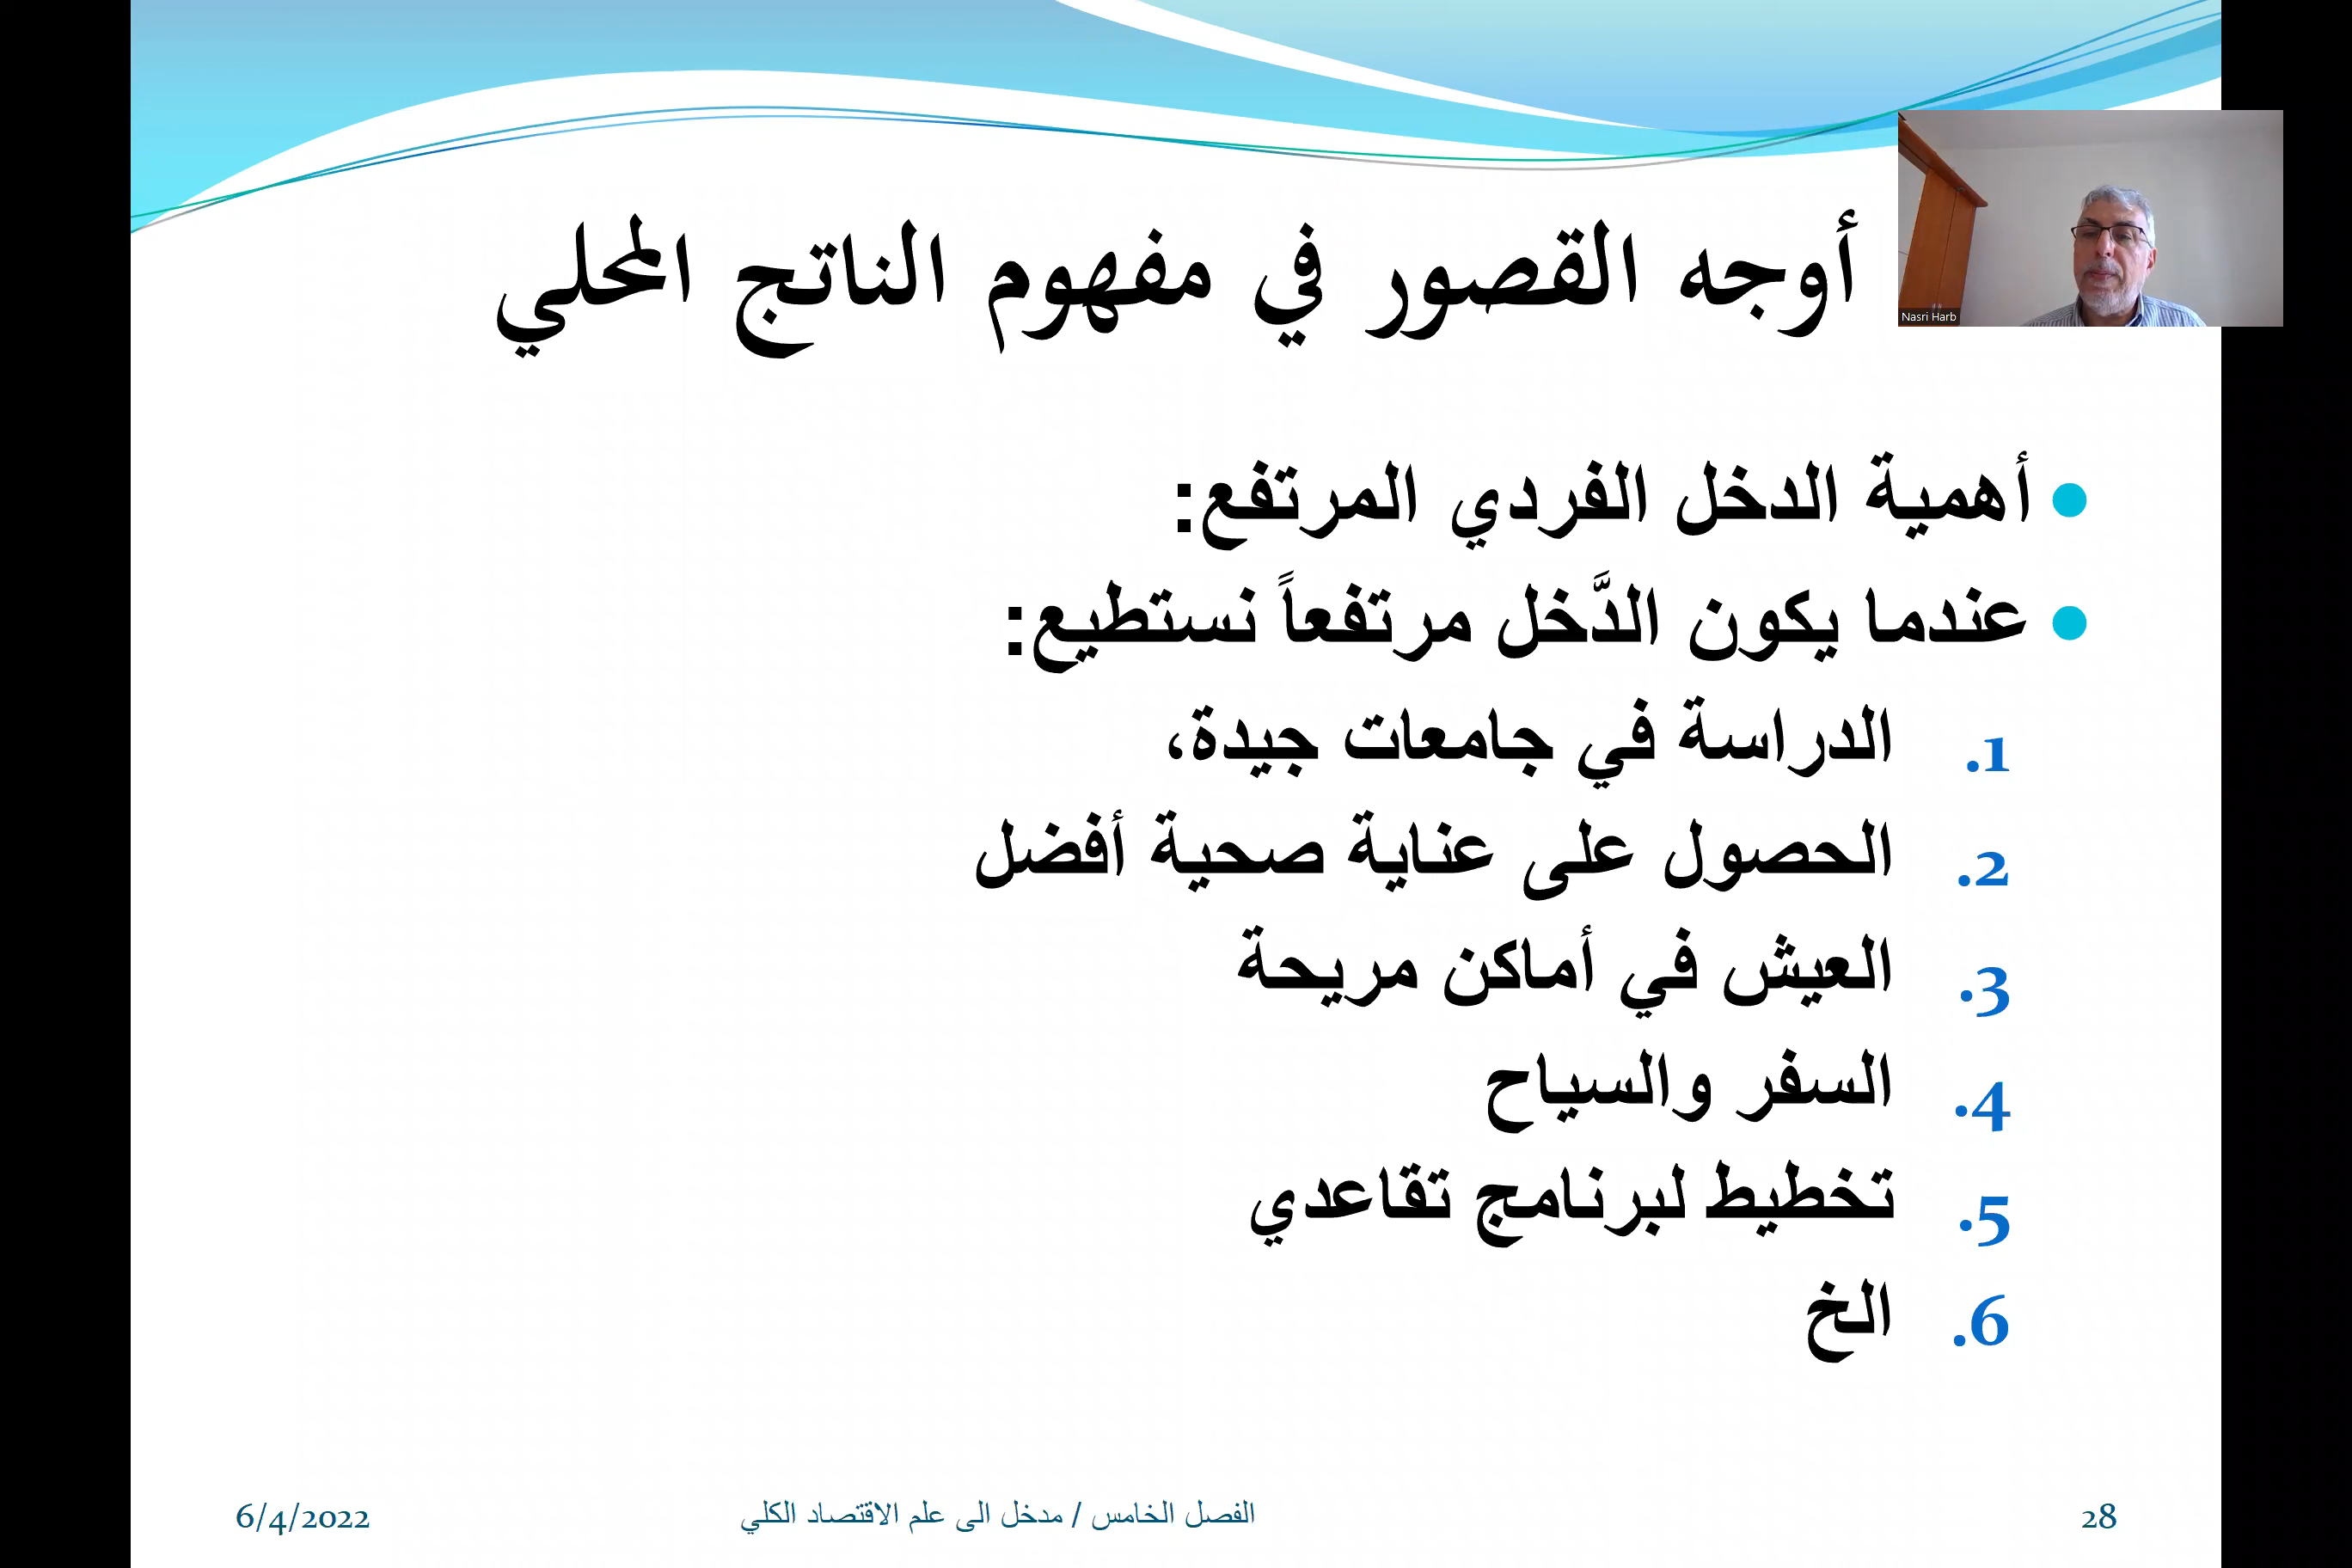 أوجه القصور في مفهوم الناتج المحلي
Nasri Harb
• أهمية الدخل الفردي المرتفع:
• عندما يكون الدَّخل مرتفعاً نستطيع:
1. الدراسة في جامعات جيدة،
2. الحصول على عناية صحية أفضل
3. العيش في أماكن مريحة
4. السفر والسياح
5. تخطيط لبرنامج تقاعدي
6. الخ
28
الفصل الخامس / مدخل الى علم الاقتصاد الكلي
6/4/2022